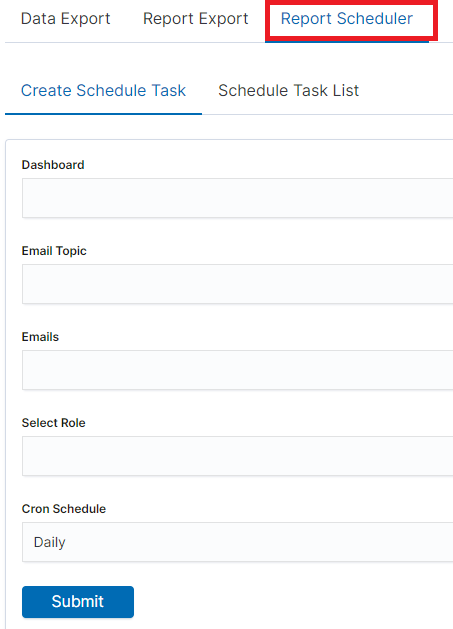 Data Export Report Export Report Scheduler
Create Schedule Task Schedule Task List
Dashboard
Email Topic
Emails
Select Role
Cron Schedule
Daily
Submit